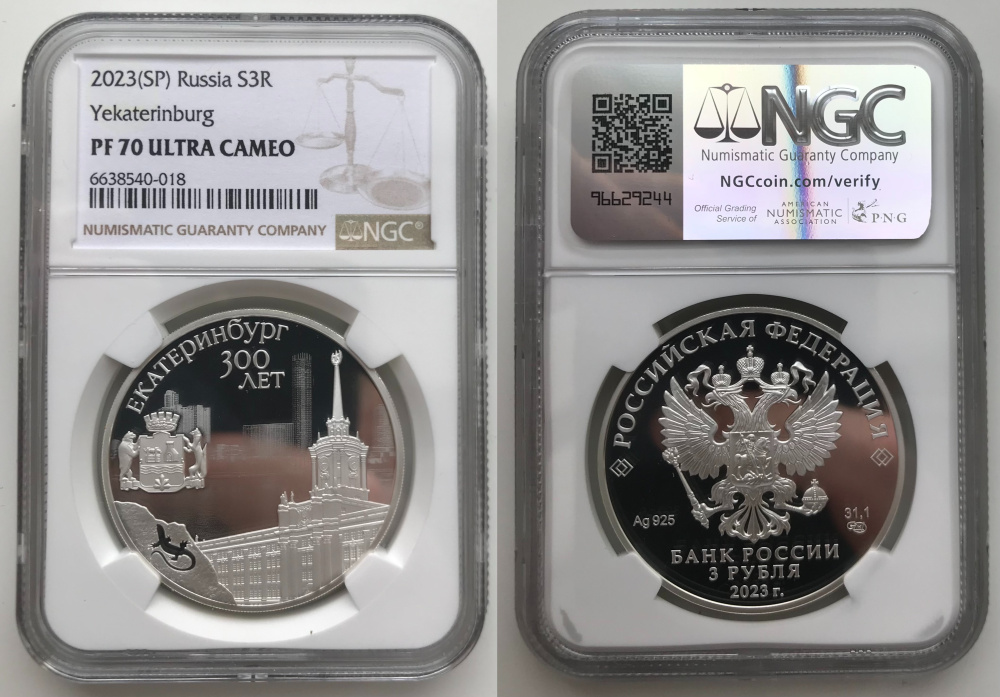 2023(SP) Russia S3R
Yekaterinburg
PF 70 ULTRA CAMEO
6638540-018
NUMISMATIC GUARANTY COMPANY
NGC®
ЕКАТЕРИНбУРГ
300
ЛЕТ
NGC
Numismatic Guaranty Company
NGCcoin.com/verify
Official Grading
Service of
AMERICAN
NUMISMATIC
ASSOCIATION
PNG
96629244
РОССИЙСКАЯ ФЕДЕРАЦИЯ
Ag 925
31,1
БАНК РОССИИ
3 РУБЛЯ
2023 г.